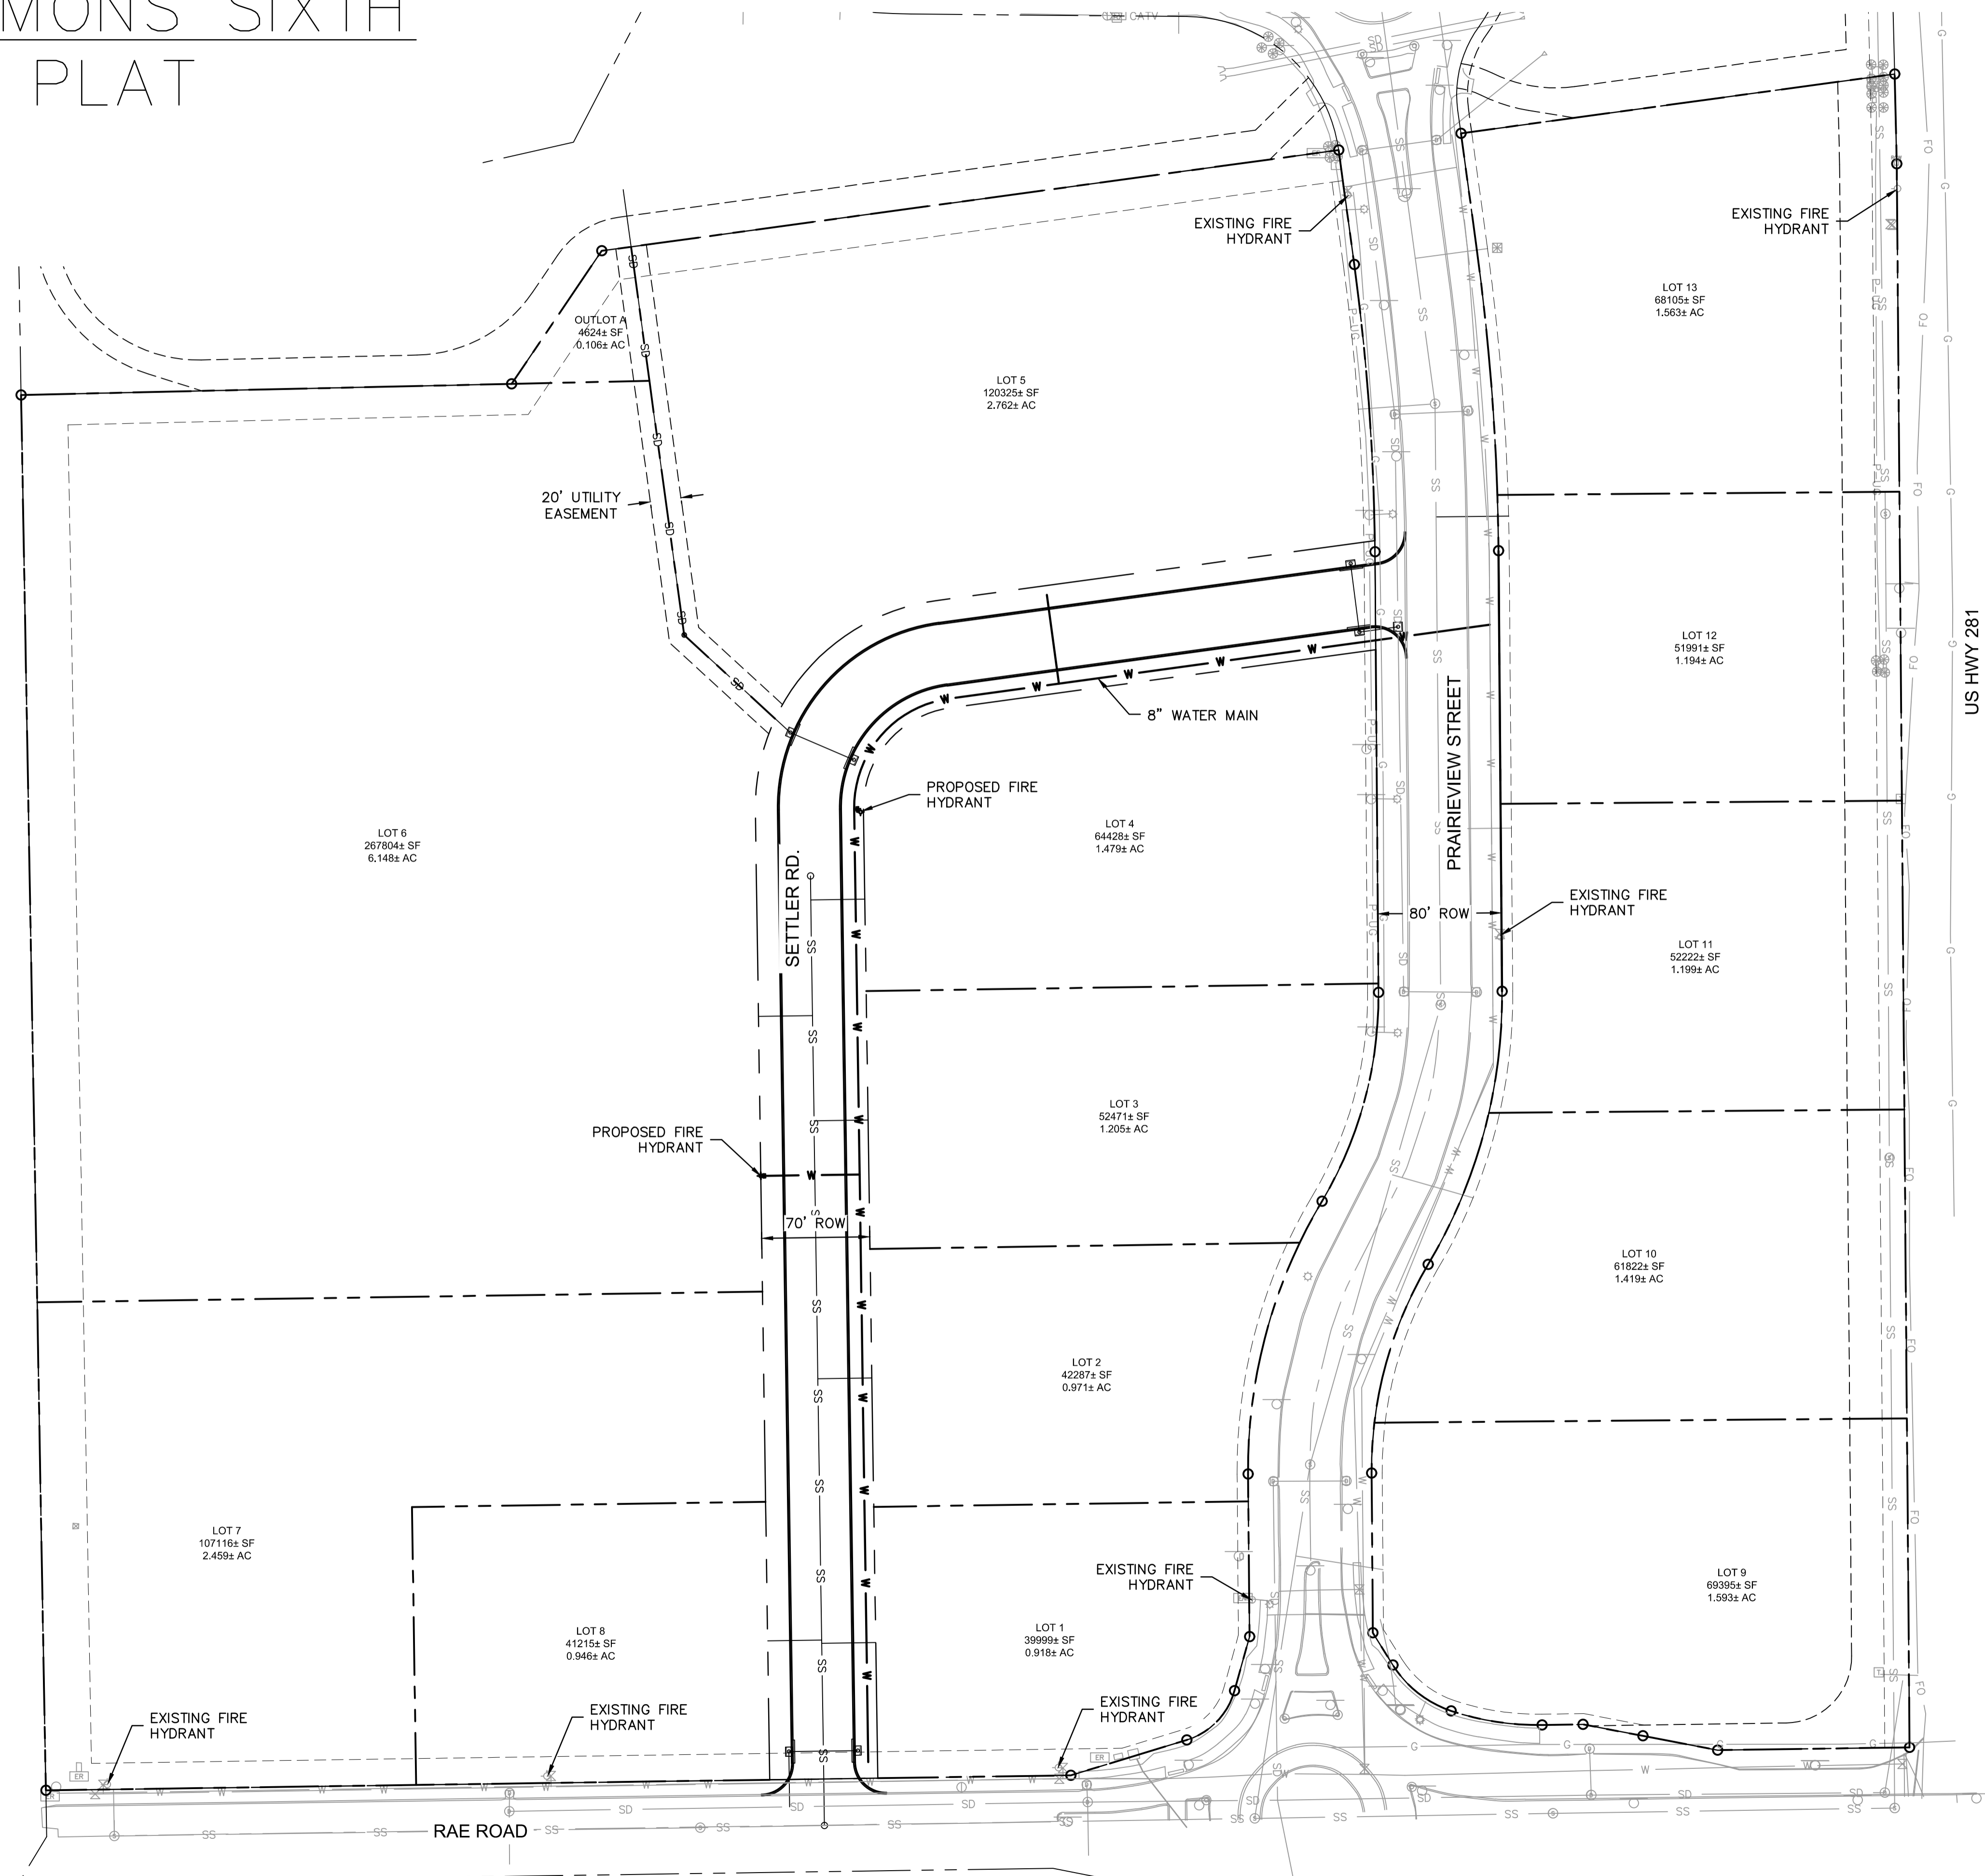 MONS SIXTH
PLAT
CATV
EXISTING FIRE
HYDRANT
EXISTING FIRE
HYDRANT
LOT 13
68105± SF
1.563± AC
OUTLOT A
4624± SF
0.106± AC
LOT 5
120325± SF
2.762± AC
20' UTILITY
EASEMENT
US HWY 281
LOT 12
51991± SF
1.194± AC
8" WATER MAIN
PRAIRIEVIEW STREET
PROPOSED FIRE
HYDRANT
LOT 6
267804± SF
6.148± AC
LOT 4
64428± SF
1.479± AC
SETTLER RD.
80' ROW
EXISTING FIRE
HYDRANT
LOT 11
52222± SF
1.199± AC
LOT 3
52471± SF
1.205± AC
PROPOSED FIRE
HYDRANT
70' ROW
LOT 10
61822± SF
1.419± AC
LOT 2
42287± SF
0.971± AC
LOT 7
107116± SF
2.459± AC
EXISTING FIRE
HYDRANT
LOT 9
69395± SF
1.593± AC
LOT 8
41215± SF
0.946± AC
LOT 1
39999± SF
0.918± AC
EXISTING FIRE
HYDRANT
EXISTING FIRE
HYDRANT
EXISTING FIRE
HYDRANT
RAE ROAD